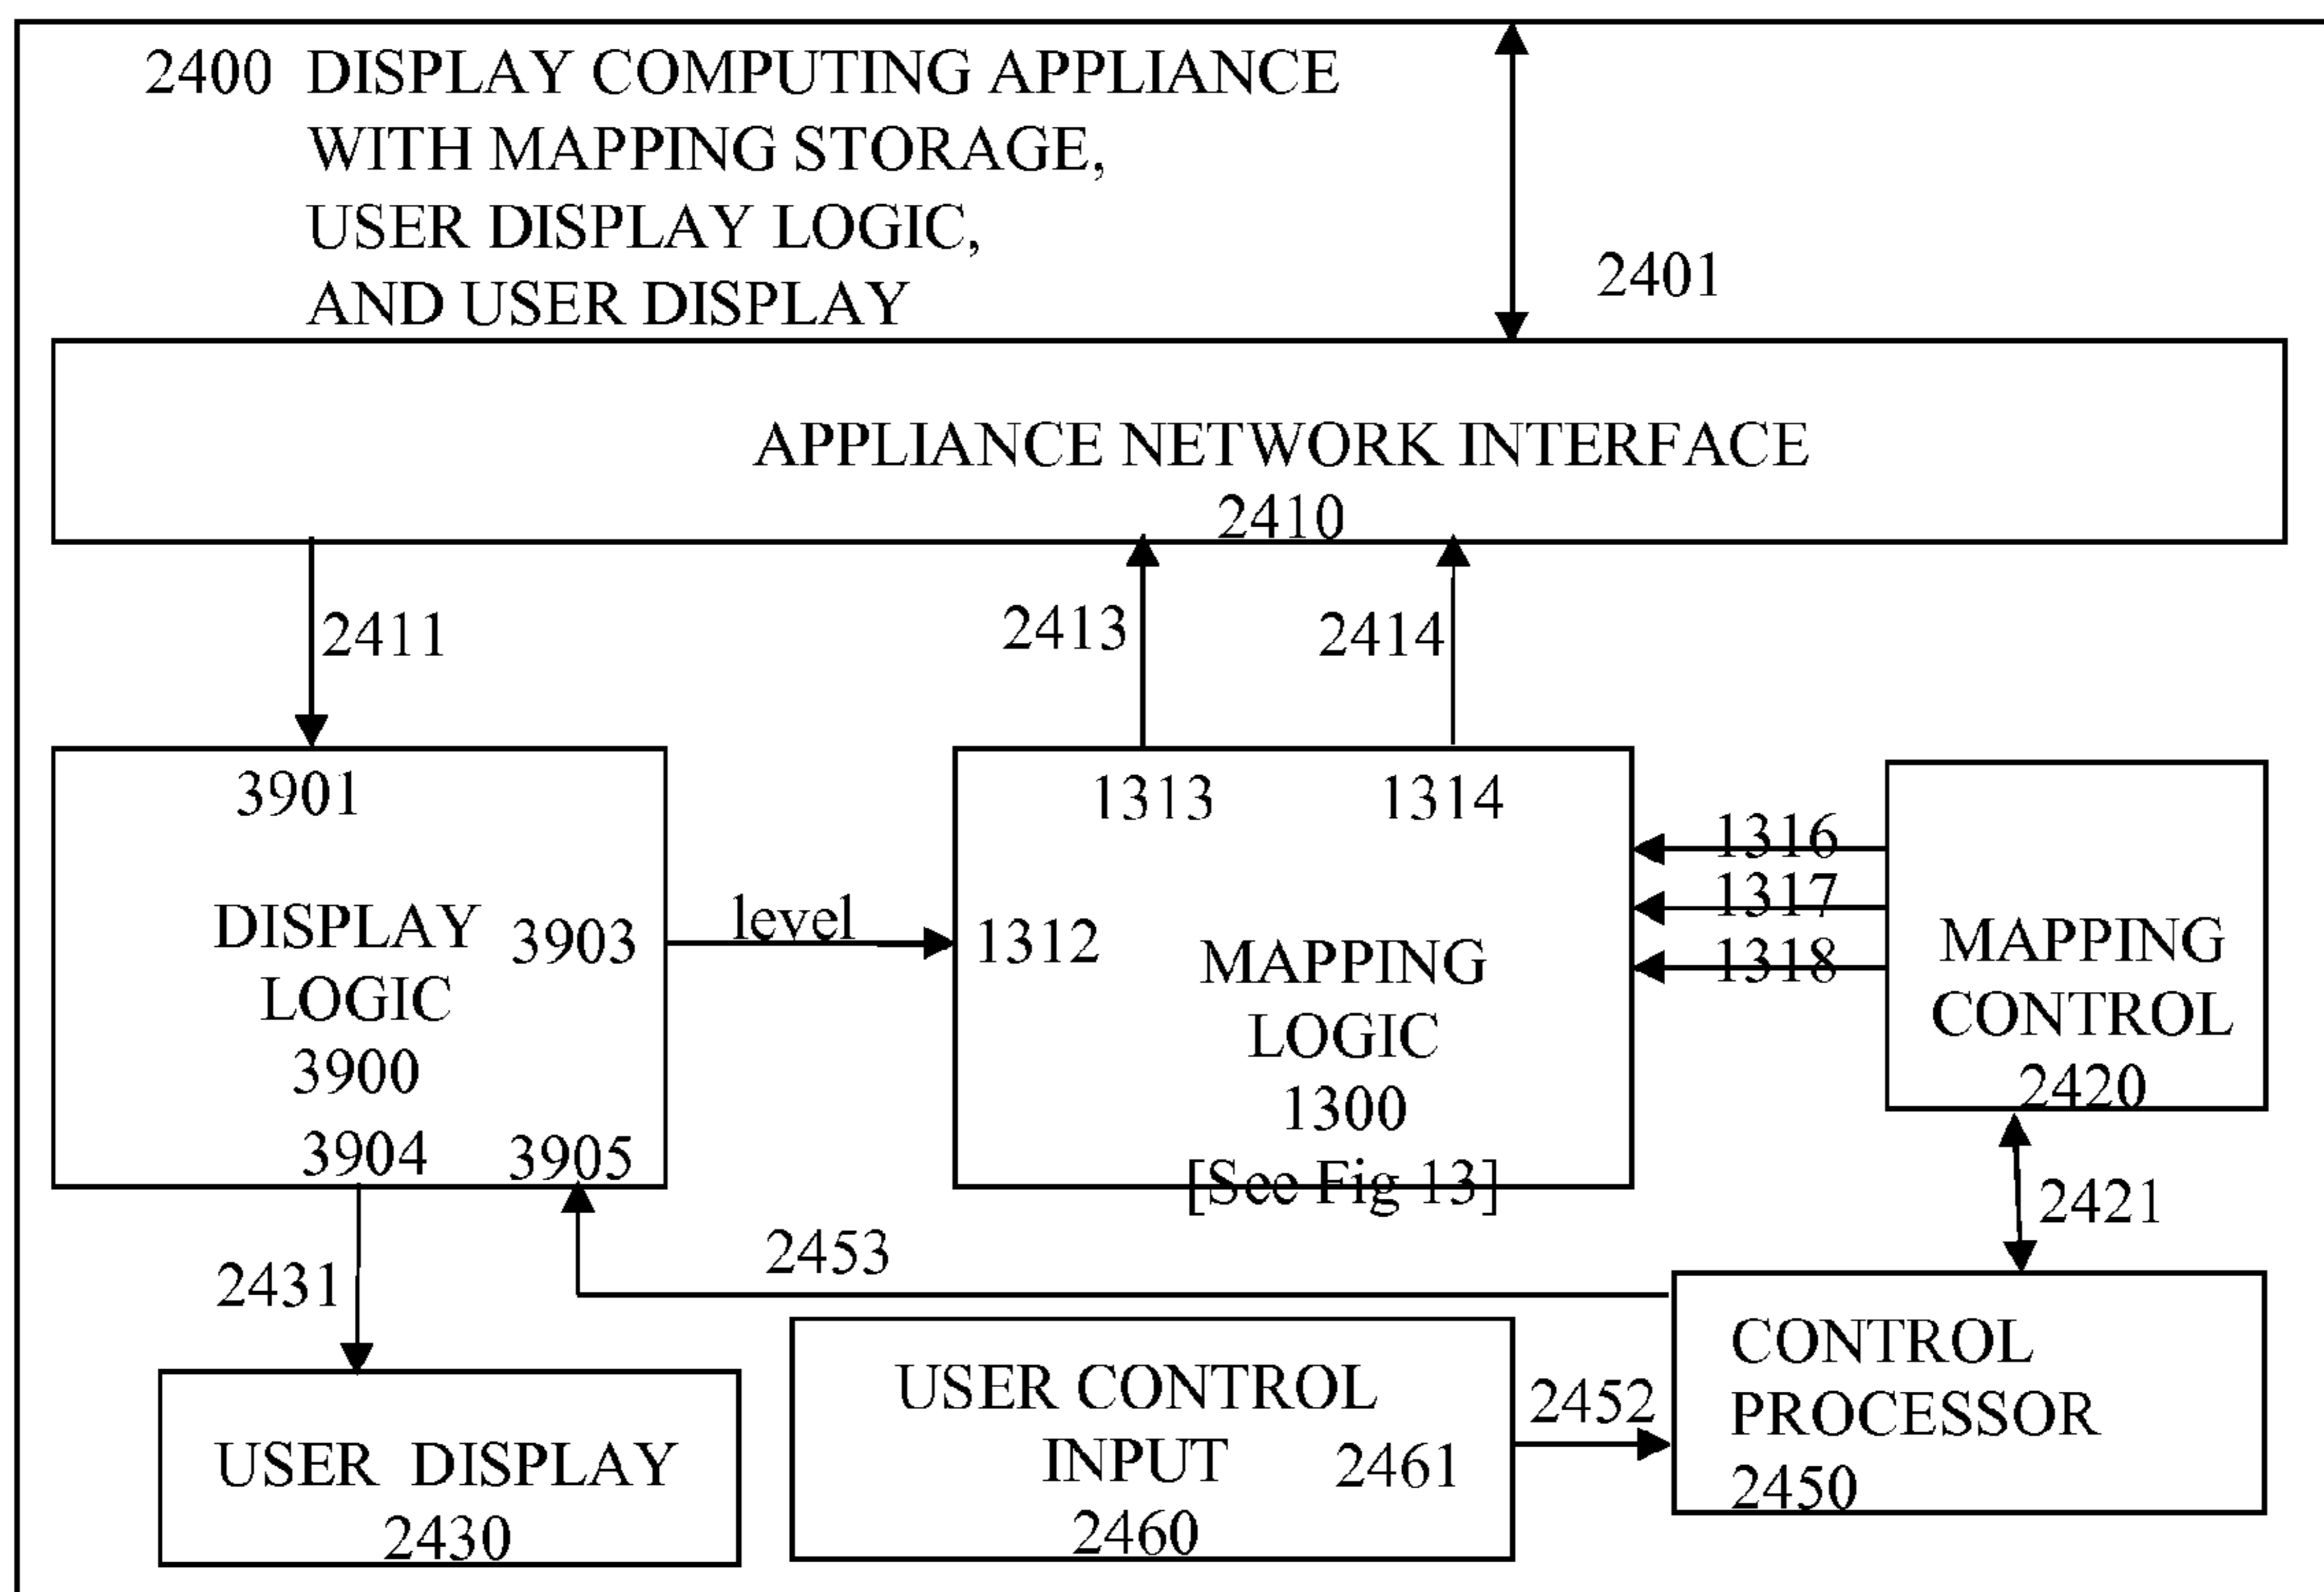 2400 DISPLAY COMPUTING APPLIANCE
WITH MAPPING STORAGE,
USER DISPLAY LOGIC,
AND USER DISPLAY
2401
APPLIANCE NETWORK INTERFACE
2410
2411
2413
2414
3901
DISPLAY
LOGIC
3900
3903
3904
3905
level
1313
1314
1312
MAPPING
LOGIC
1300
[See Fig 13]
1316
1317
1318
MAPPING
CONTROL
2420
2421
2453
2431
USER DISPLAY
2430
USER CONTROL
INPUT
2461
2460
2452
CONTROL
PROCESSOR
2450